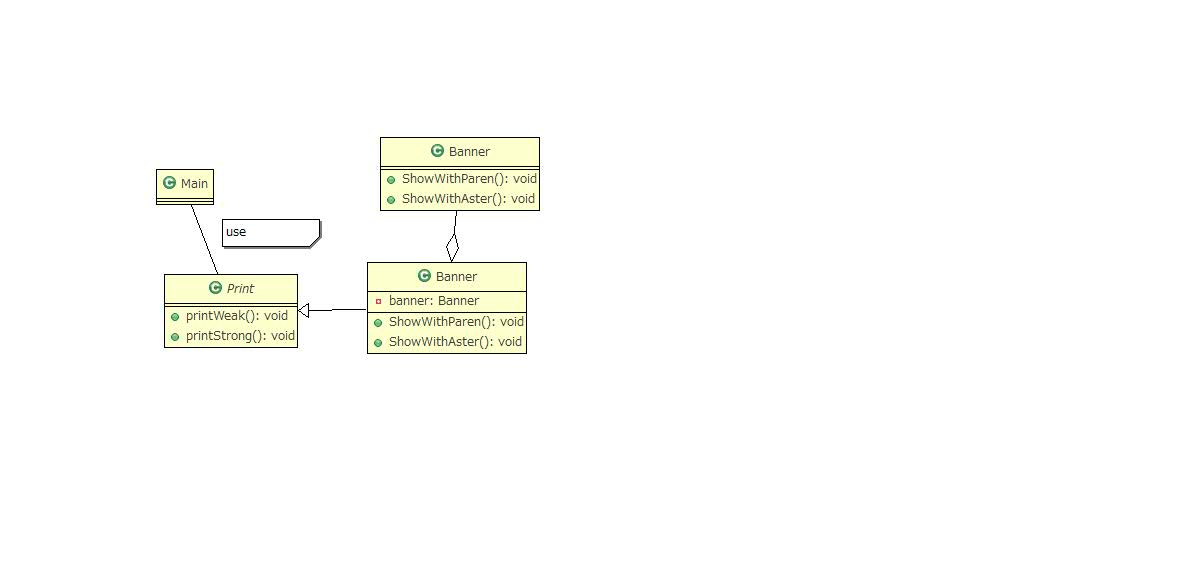 Banner
ShowWithParen(): void
ShowWithAster(): void
Main
use
Print
printWeak(): void
printStrong(): void
Banner
banner: Banner
ShowWithParen(): void
ShowWithAster(): void